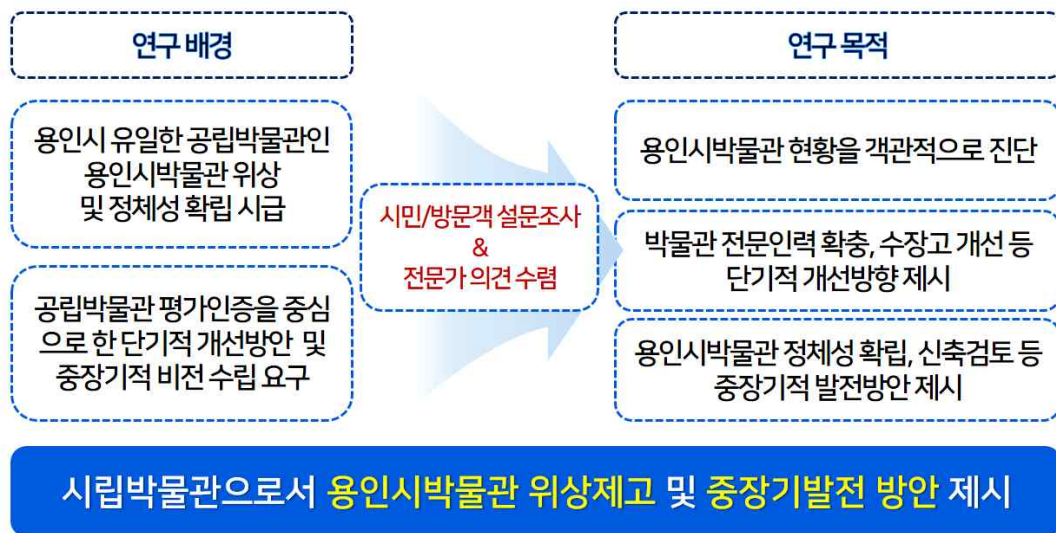 연구 배경
용인시 유일한 공립박물관인
용인시박물관 위상
및 정체성 확립 시급
공립박물관 평가인증을 중심
으로 한 단기적 개선방안 및
중장기적 비전 수립 요구
시민/방문객 설문조사
&
전문가 의견 수렴
연구 목적
용인시박물관 현황을 객관적으로 진단
박물관 전문인력 확충, 수장고 개선 등
단기적 개선방향 제시
용인시박물관 정체성 확립, 신축검토 등
중장기적 발전방안 제시
시립박물관으로서 용인시박물관 위상제고 및 중장기발전 방안 제시